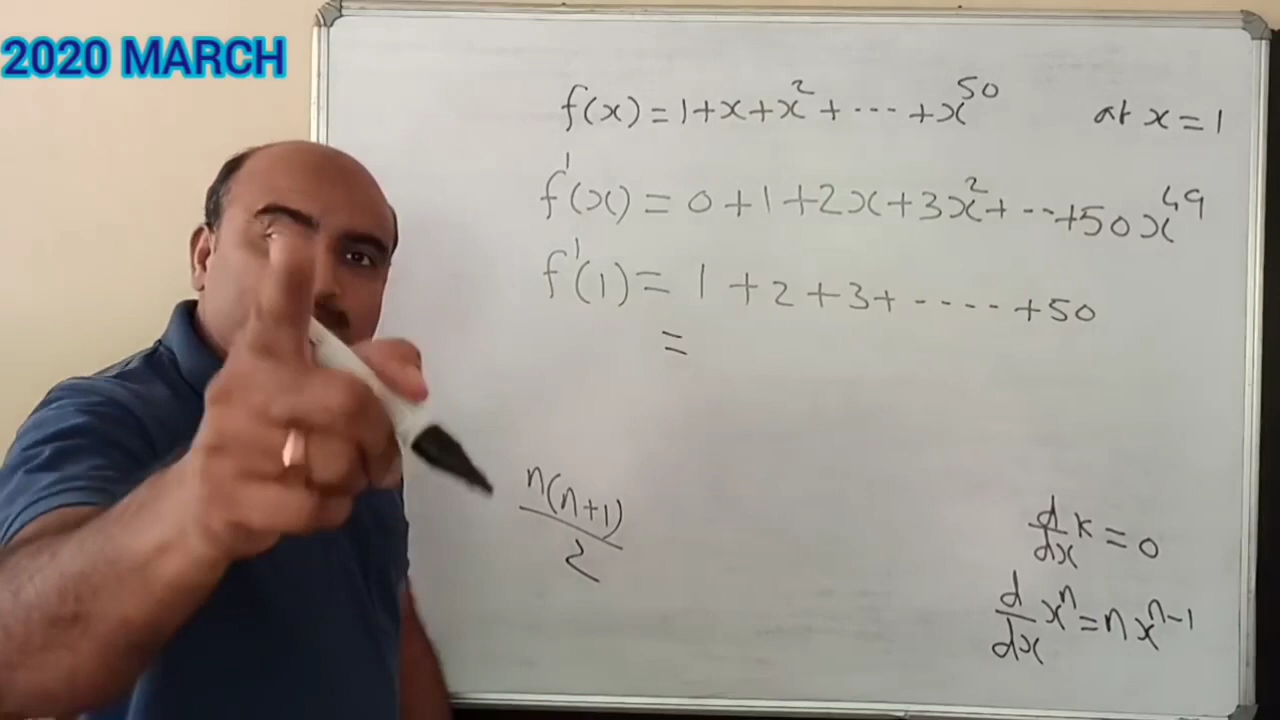 2020 MARCH
f(x) = 1 + x + x² + ---- + x⁵⁰ at x = 1
f'(x) = 0 + 1 + 2x + 3x² + --- + 50x⁴⁹
f'(1) = 1 + 2 + 3 + ----- + 50
=
n(n+1)/2
d/dx k = 0
d/dx xⁿ = nxⁿ⁻¹